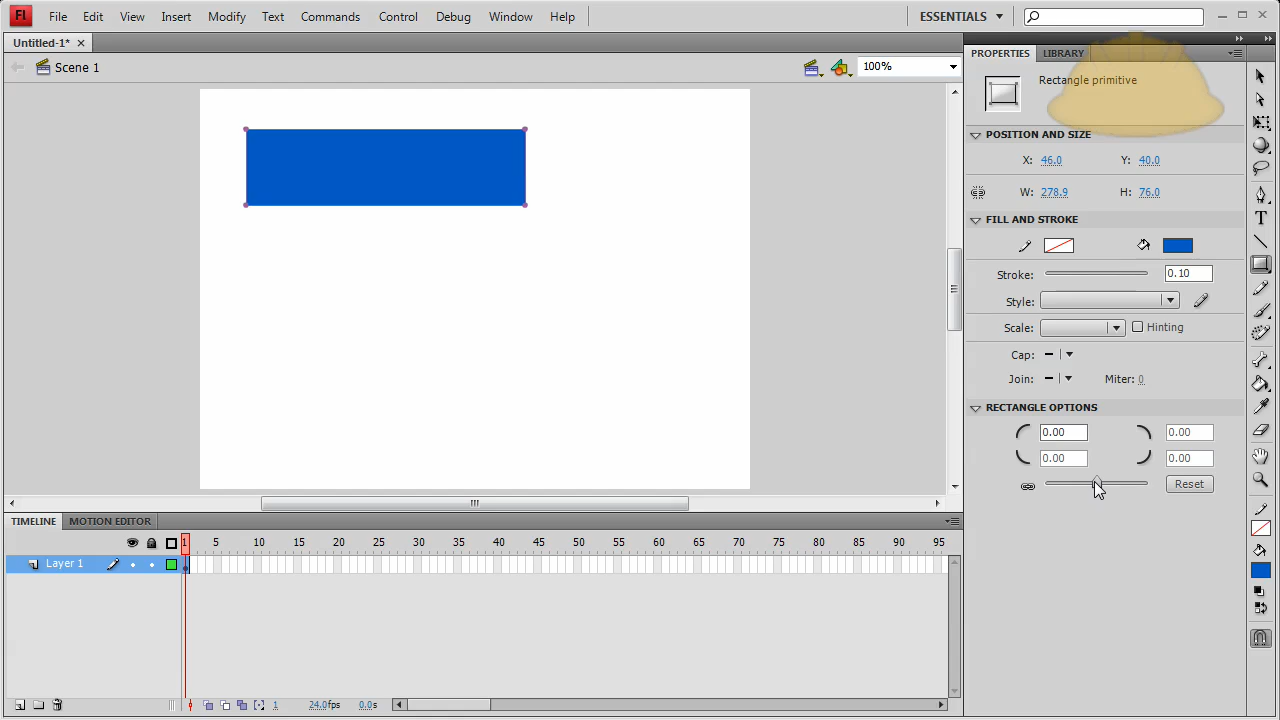 Fl File Edit View Insert Modify Text Commands Control Debug Window Help ESSENTIALS
Untitled-1*
PROPERTIES LIBRARY
Scene 1
100%
Rectangle primitive
POSITION AND SIZE
X: 46.0 Y: 40.0
W: 278.9 H: 76.0
FILL AND STROKE
Stroke: 0.10
Style:
Scale: Hinting
Cap:
Join: Miter: 0
RECTANGLE OPTIONS
0.00 0.00
0.00 0.00
Reset
TIMELINE MOTION EDITOR
1 5 10 15 20 25 30 35 40 45 50 55 60 65 70 75 80 85 90 95
Layer 1
1 24.0fps 0.0s